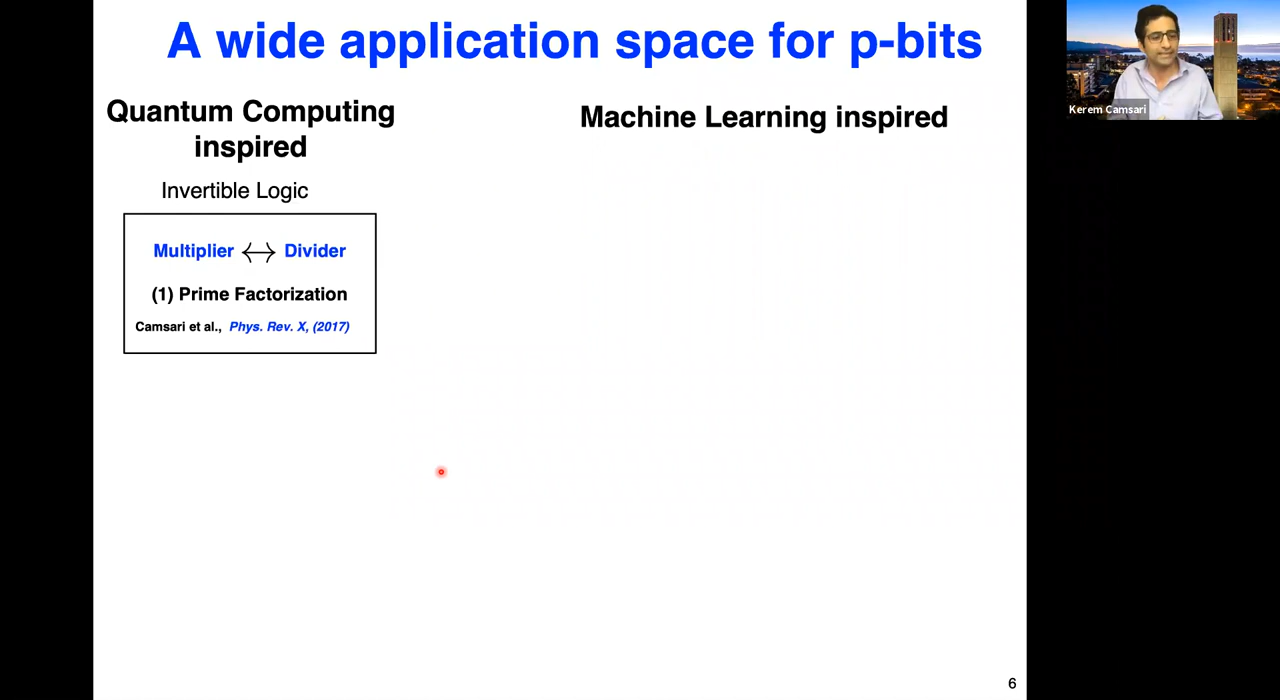 A wide application space for p-bits
Quantum Computing
inspired
Machine Learning inspired
Invertible Logic
Multiplier ⟷ Divider
(1) Prime Factorization
Camsari et al., Phys. Rev. X, (2017)
6
Kerem Camsari